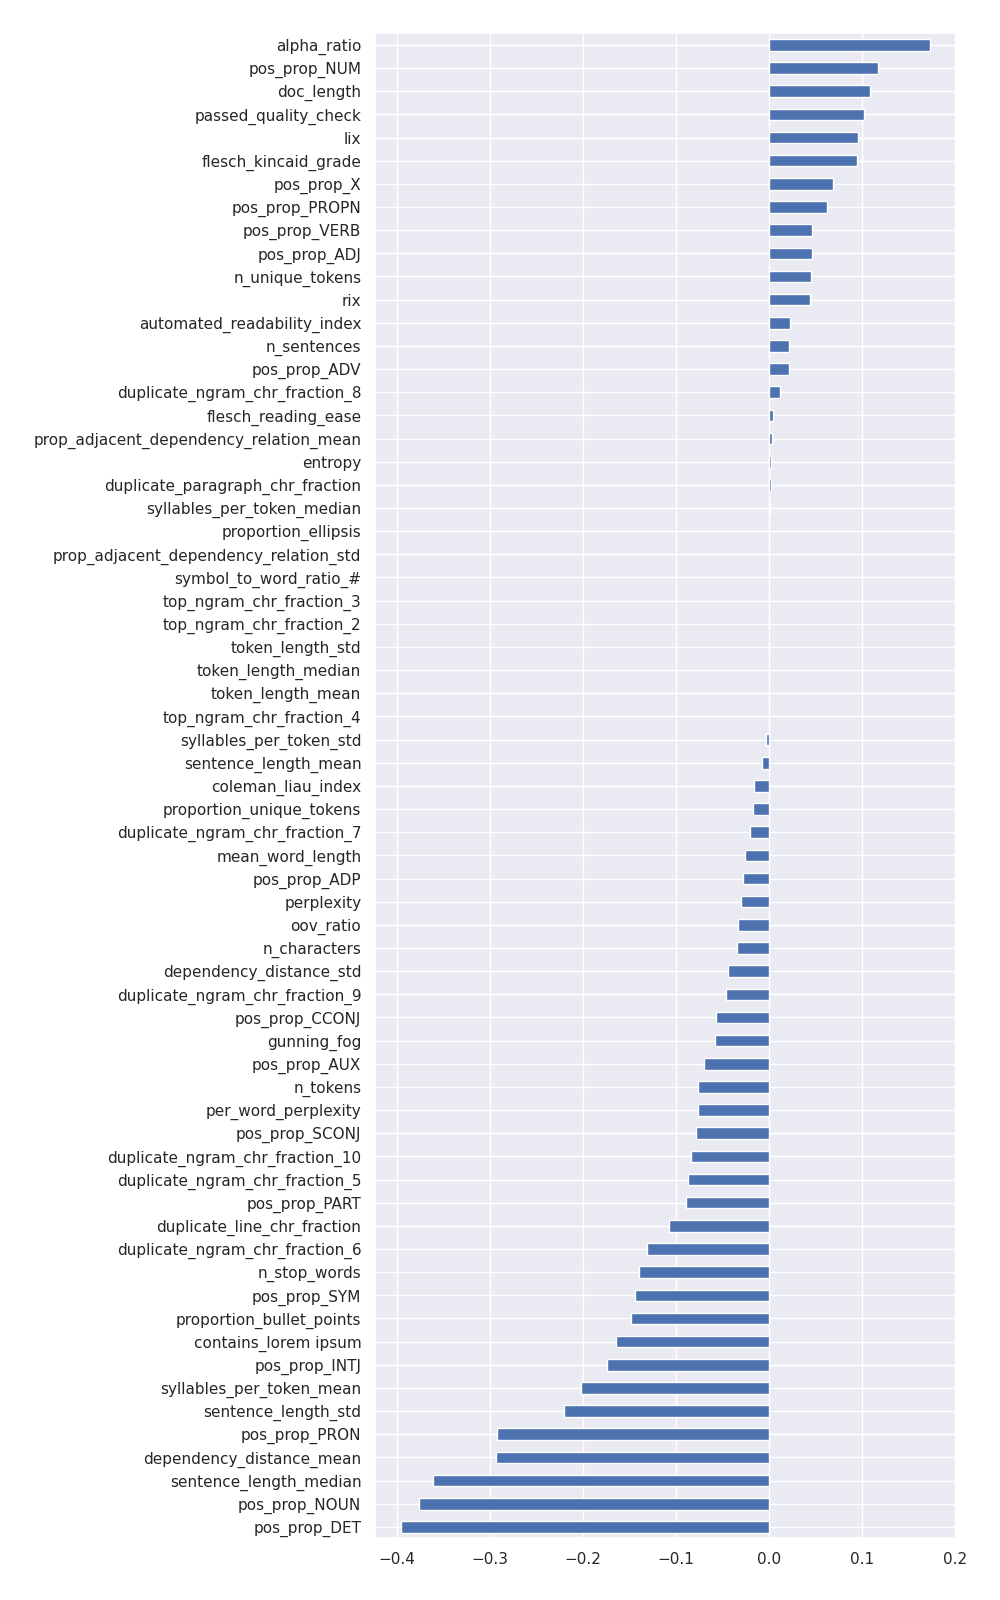 alpha_ratio
pos_prop_NUM
doc_length
passed_quality_check
lix
flesch_kincaid_grade
pos_prop_X
pos_prop_PROPN
pos_prop_VERB
pos_prop_ADJ
n_unique_tokens
rix
automated_readability_index
n_sentences
pos_prop_ADV
duplicate_ngram_chr_fraction_8
flesch_reading_ease
prop_adjacent_dependency_relation_mean
entropy
duplicate_paragraph_chr_fraction
syllables_per_token_median
proportion_ellipsis
prop_adjacent_dependency_relation_std
symbol_to_word_ratio_#
top_ngram_chr_fraction_3
top_ngram_chr_fraction_2
token_length_std
token_length_median
token_length_mean
top_ngram_chr_fraction_4
syllables_per_token_std
sentence_length_mean
coleman_liau_index
proportion_unique_tokens
duplicate_ngram_chr_fraction_7
mean_word_length
pos_prop_ADP
perplexity
oov_ratio
n_characters
dependency_distance_std
duplicate_ngram_chr_fraction_9
pos_prop_CCONJ
gunning_fog
pos_prop_AUX
n_tokens
per_word_perplexity
pos_prop_SCONJ
duplicate_ngram_chr_fraction_10
duplicate_ngram_chr_fraction_5
pos_prop_PART
duplicate_line_chr_fraction
duplicate_ngram_chr_fraction_6
n_stop_words
pos_prop_SYM
proportion_bullet_points
contains_lorem ipsum
pos_prop_INTJ
syllables_per_token_mean
sentence_length_std
pos_prop_PRON
dependency_distance_mean
sentence_length_median
pos_prop_NOUN
pos_prop_DET
−0.4 −0.3 −0.2 −0.1 0.0 0.1 0.2